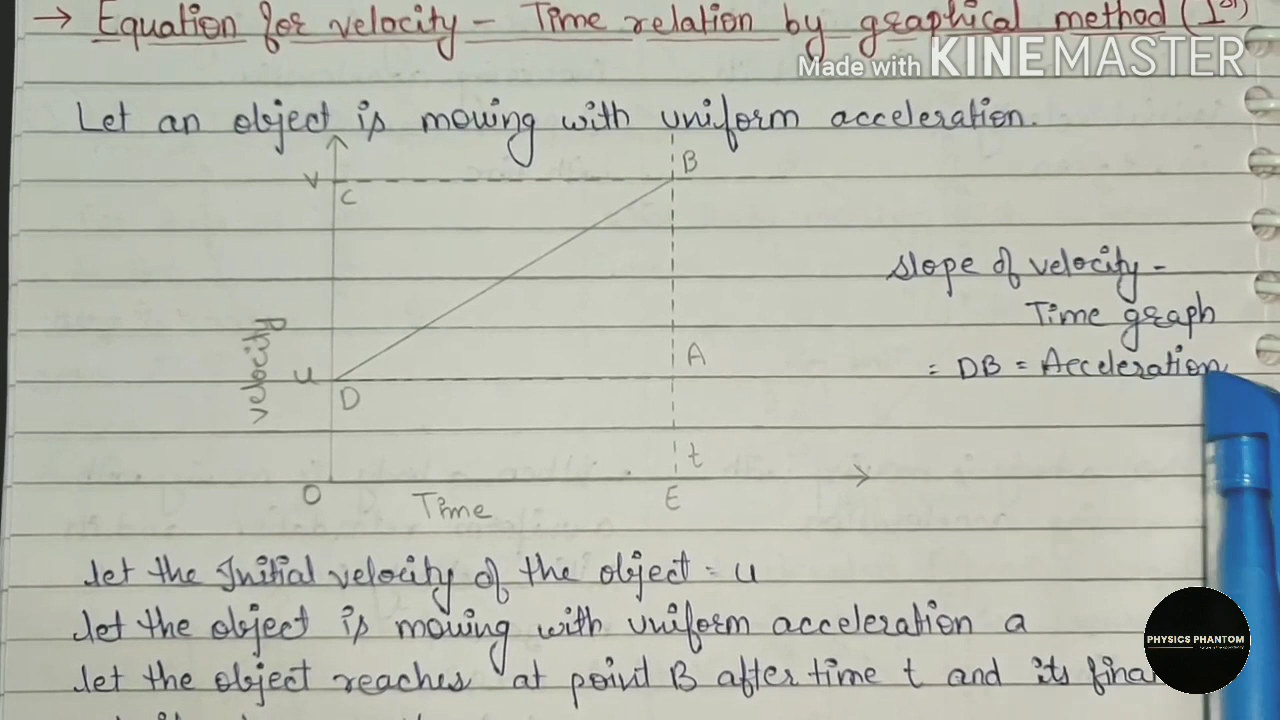 → Equation for velocity - Time relation by graphical method (Ist)
Made with KINEMASTER
Let an object is moving with uniform acceleration.
V
C
B
slope of velocity -
Time graph
= DB = Acceleration
velocity
u
D
A
t
O
Time
E
let the Initial velocity of the object = u
let the object is moving with uniform acceleration a
let the object reaches at point B after time t and its final
PHYSICS PHANTOM